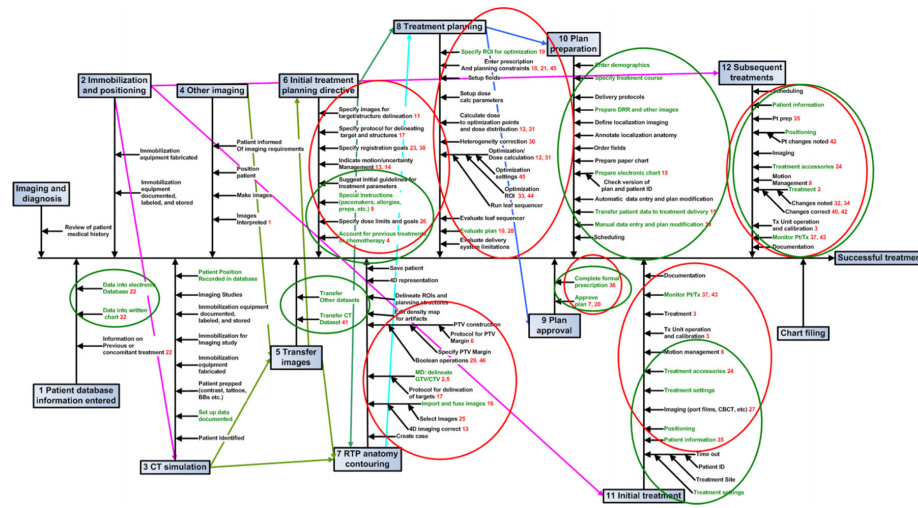 8 Treatment planning
10 Plan
preparation
12 Subsequent
treatments
2 Immobilization
and positioning
4 Other imaging
6 Initial treatment
planning directive
Imaging and
diagnosis
Review of patient
medical history
Immobilization
equipment fabricated
Immobilization
equipment
documented,
labeled, and stored
Patient informed
Of imaging requirements
Position
patient
Make images
Images
Interpreted 1
Specify images for
target/structure delineation 11
Specify protocol for delineating
target and structures 17
Specify registration goals 23, 38
Indicate motion/uncertainty
Management 13, 14
Suggest initial guidelines for
treatment parameters
Special Instructions
(pacemakers, allergies,
preps, etc.) 9
Specify dose limits and goals 26
Account for previous treatments
or chemotherapy 4
Specify ROI for optimization 19
Enter prescription
And planning constraints 18, 21, 45
Setup fields
Setup dose
calc parameters
Calculate dose
to optimization points
and dose distribution 12, 31
Heterogeneity correction 30
Optimization/
Dose calculation 12, 31
Optimization
settings 45
Optimization
ROI 33, 44
Run leaf sequencer
Evaluate leaf sequencer
Evaluate plan 10, 28
Evaluate delivery
system limitations
Enter demographics
Specify treatment course
Delivery protocols
Prepare DRR and other images
Define localization imaging
Annotate localization anatomy
Order fields
Prepare paper chart
Prepare electronic chart 15
Check version of
plan and patient ID
Automatic data entry and plan modification
Transfer patient data to treatment delivery 15
Manual data entry and plan modification
Scheduling
Scheduling
Patient information
Pt prep 35
Positioning
Pt changes noted 42
Imaging
Treatment accessories 24
Motion
Management 8
Treatment 3
Changes noted 32, 34
Changes correct 40, 42
Tx Unit operation
and calibration 3
Monitor Pt/Tx 37, 43
Documentation
Successful treatment
Data into electronic
Database 22
Data into written
chart 22
Information on
Previous or
concomitant treatment 22
1 Patient database
information entered
Patient Position
Recorded in database
Imaging Studies
Immobilization equipment
documented,
labeled, and stored
Immobilization for
Imaging study
Immobilization
equipment
fabricated
Patient prepped
(contrast, tattoos,
BBs etc.)
Set up data
documented
Patient Identified
3 CT simulation
Transfer
Other datasets
Transfer CT
Dataset 41
5 Transfer
images
Save patient
4D representation
Delineate ROIs and
planning structures
Edit density map
for artifacts
PTV construction
Protocol for PTV
Margin 6
Specify PTV Margin
Boolean operations 29, 46
MD: delineate
GTV/CTV 2,5
Protocol for delineation
of targets 17
Import and fuse images 16
Select Images 25
4D imaging correct 13
Create case
7 RTP anatomy
contouring
Complete formal
prescription 36
Approve
plan 7, 20
9 Plan
approval
Documentation
Monitor Pt/Tx 37, 43
Treatment 3
Tx Unit operation
and calibration 3
Motion management 8
Treatment accessories 24
Treatment settings
Imaging (port films, CBCT, etc) 27
Positioning
Patient information 35
Time out
Patient ID
Treatment Site
Treatment settings
11 Initial treatment
Chart filing